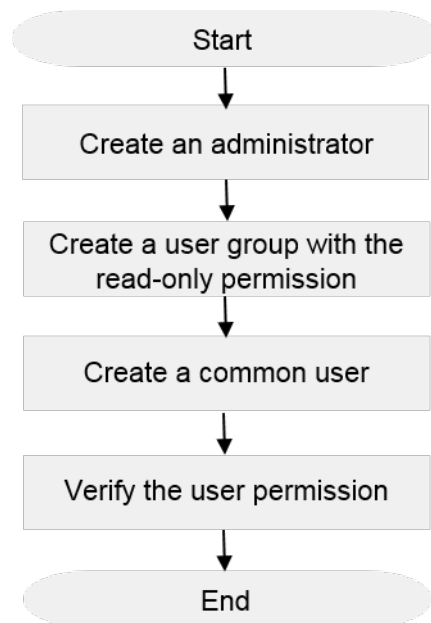 Start
Create an administrator
Create a user group with the
read-only permission
Create a common user
Verify the user permission
End